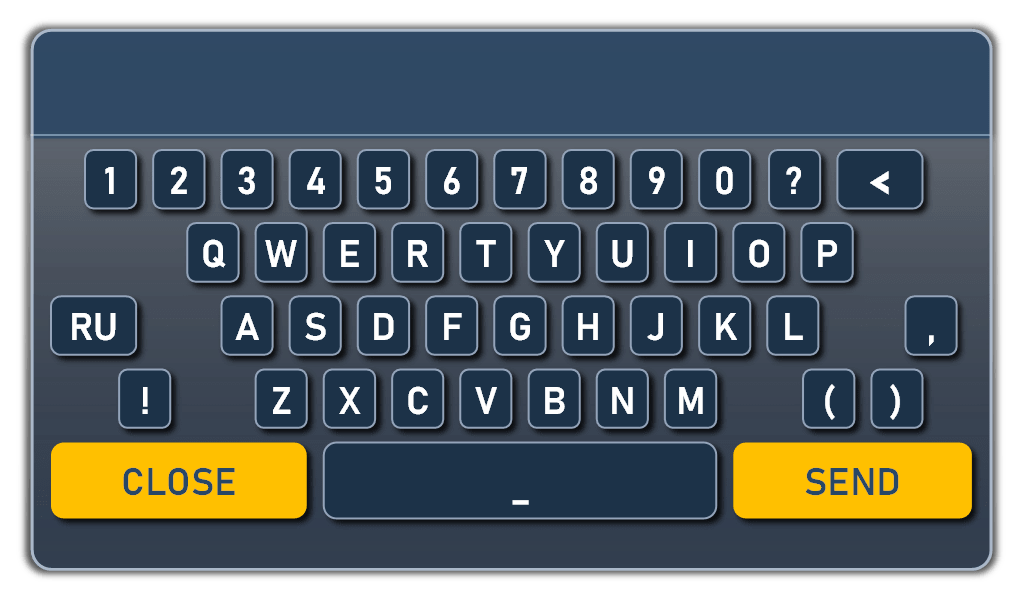 1 2 3 4 5 6 7 8 9 0 ? <
Q W E R T Y U I O P
RU A S D F G H J K L ,
! Z X C V B N M ( )
CLOSE _ SEND